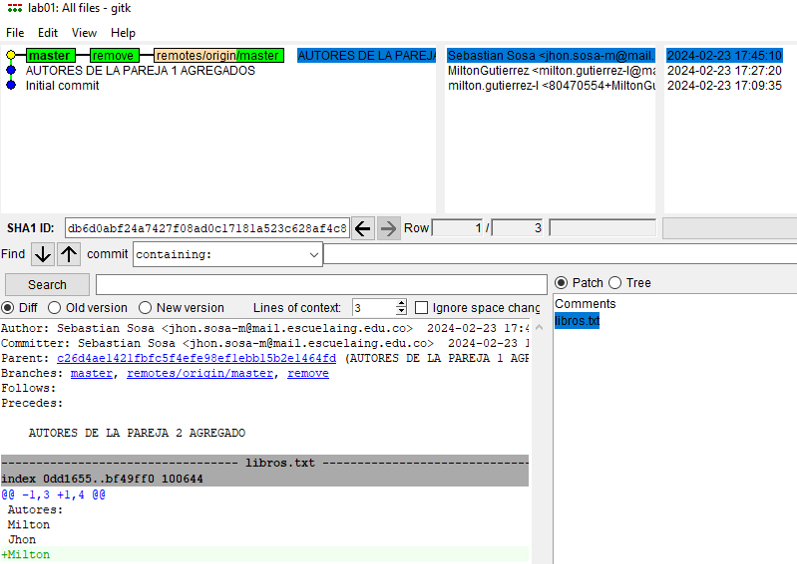 lab01: All files - gitk
File Edit View Help
master remove remotes/origin/master AUTORES DE LA PAREJA Sebastian Sosa <jhon.sosa-m@mail. 2024-02-23 17:45:10
AUTORES DE LA PAREJA 1 AGREGADOS MiltonGutierrez <milton.gutierrez-l@ma 2024-02-23 17:27:20
Initial commit milton.gutierrez-l <80470554+MiltonGu 2024-02-23 17:09:35
SHA1 ID: db6d0abf24a7427f08ad0c17181a523c628af4c8 Row 1 / 3
Find commit containing:
Search Patch Tree
Diff Old version New version Lines of context: 3 Ignore space chang
Comments
libros.txt
Author: Sebastian Sosa <jhon.sosa-m@mail.escuelaing.edu.co> 2024-02-23 17:4
Committer: Sebastian Sosa <jhon.sosa-m@mail.escuelaing.edu.co> 2024-02-23 1
Parent: c26d4ae1421fbfc5f4efe98ef1ebb15b2e1464fd (AUTORES DE LA PAREJA 1 AGR
Branches: master, remotes/origin/master, remove
Follows:
Precedes:
AUTORES DE LA PAREJA 2 AGREGADO
------------------------------- libros.txt -------------------------------
index 0dd1655..bf49ff0 100644
@@ -1,3 +1,4 @@
Autores:
Milton
Jhon
+Milton